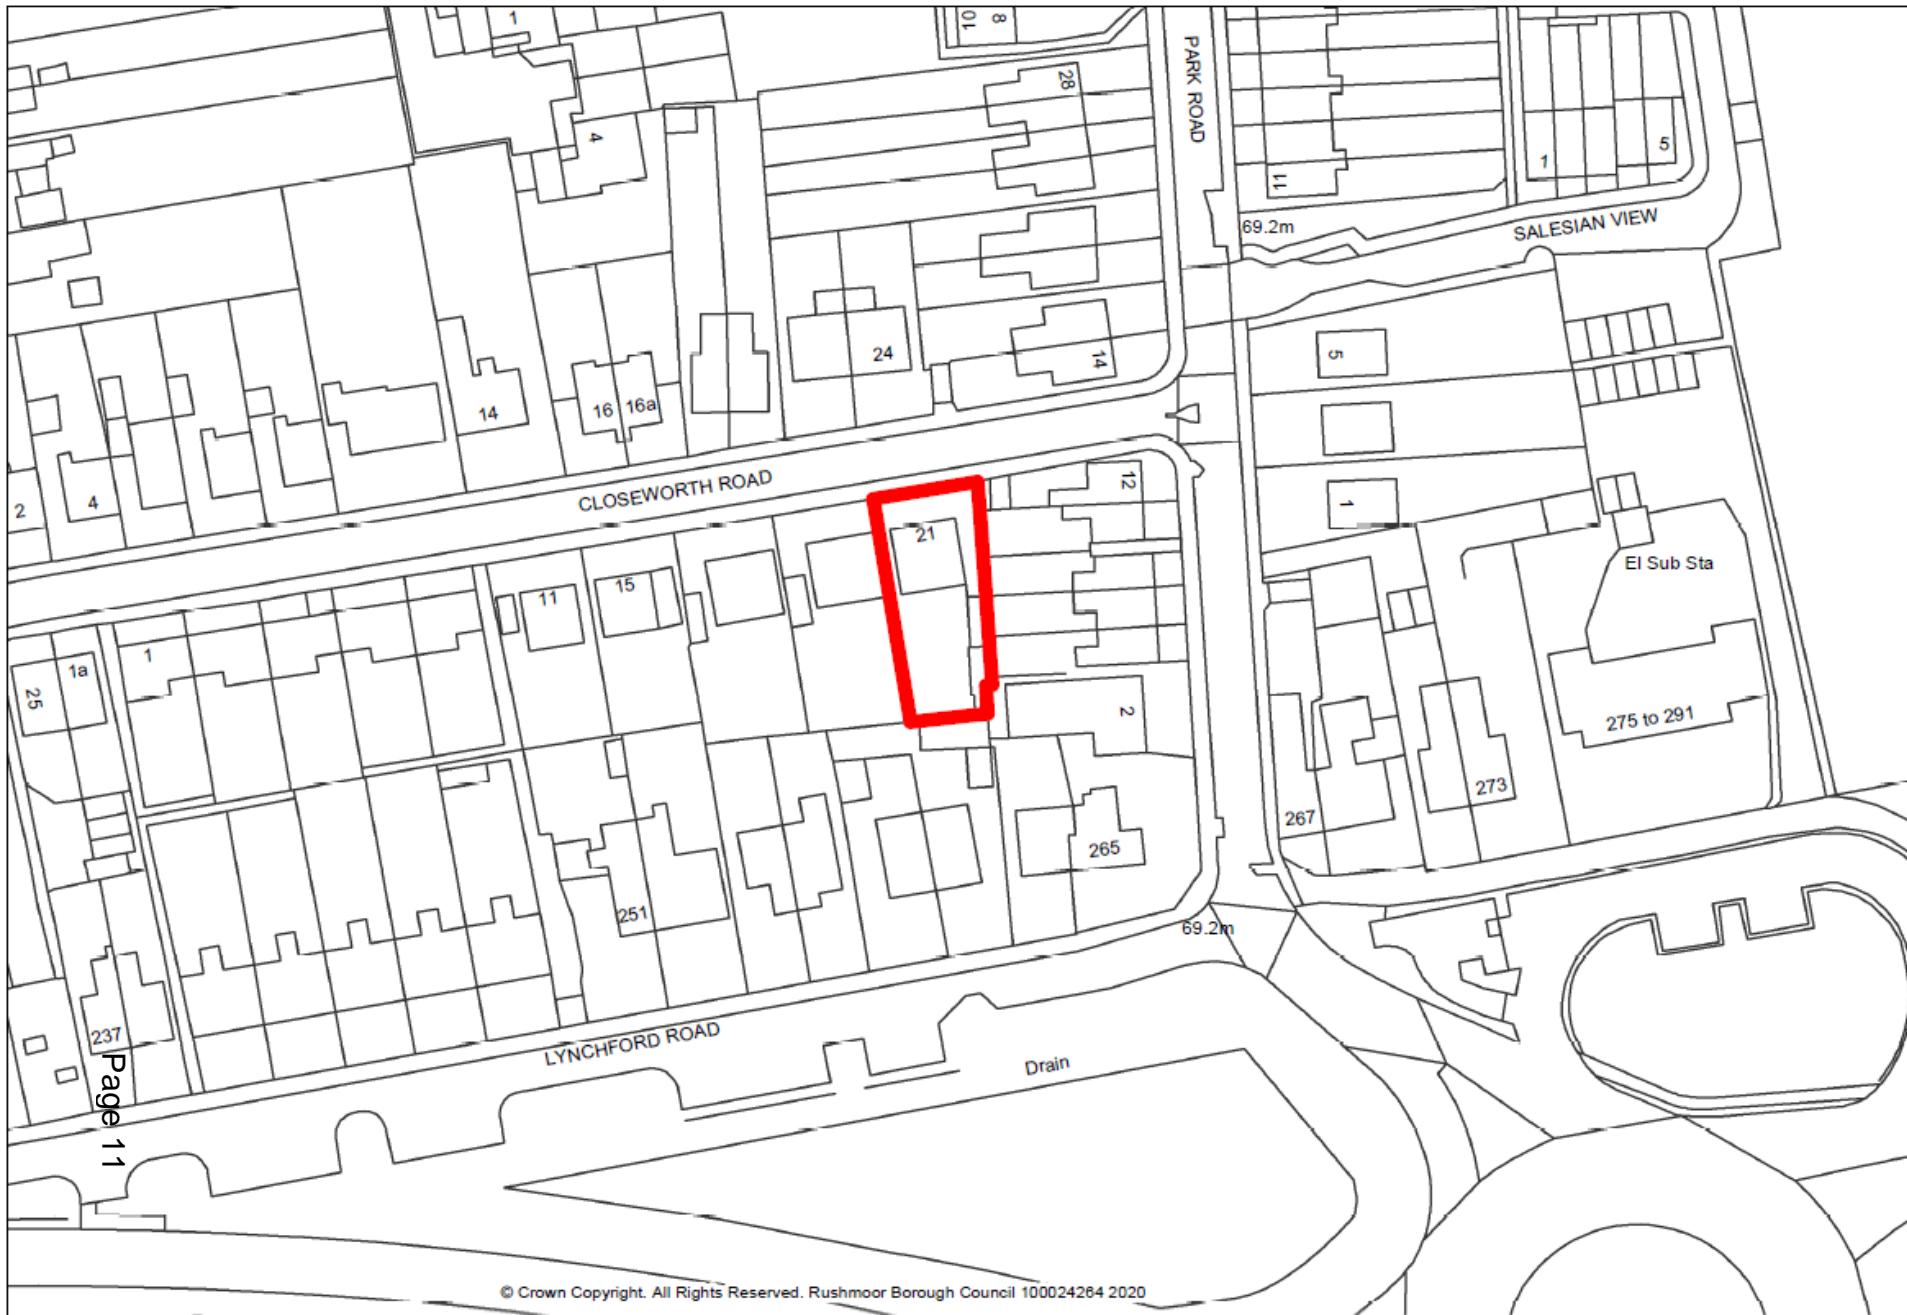 1
10
8
PARK ROAD
28
4
11
1
5
69.2m
SALESIAN VIEW
24
14
5
14
16
16a
2
4
CLOSEWORTH ROAD
12
1
21
El Sub Sta
11
15
1
1a
25
2
275 to 291
273
267
265
251
69.2m
237
LYNCHFORD ROAD
Drain
Page 11
© Crown Copyright. All Rights Reserved. Rushmoor Borough Council 100024264 2020